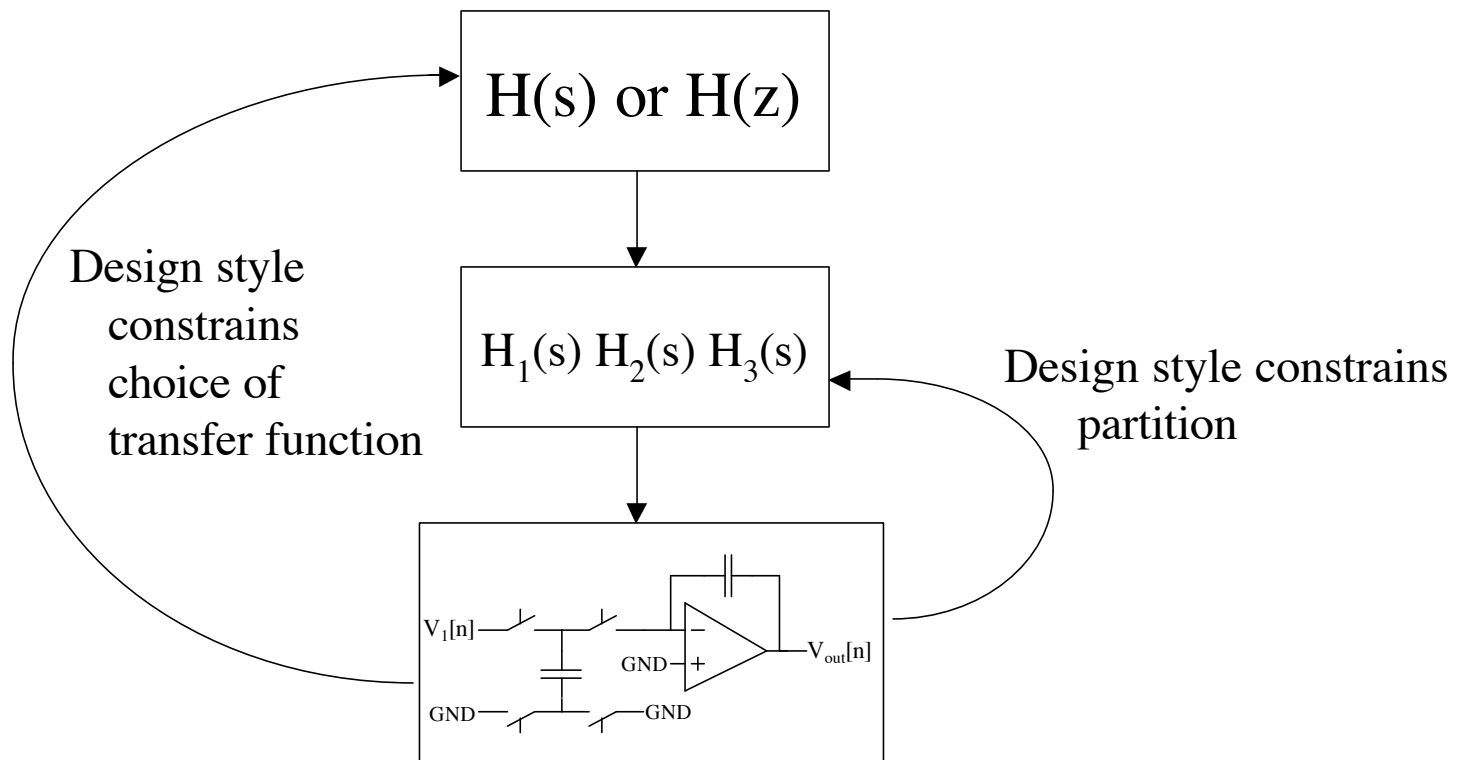 H(s) or H(z)
Design style
constrains
choice of
transfer function
H₁(s) H₂(s) H₃(s)
Design style constrains
partition
V₁[n]
GND
−
+
Vout[n]
GND
GND